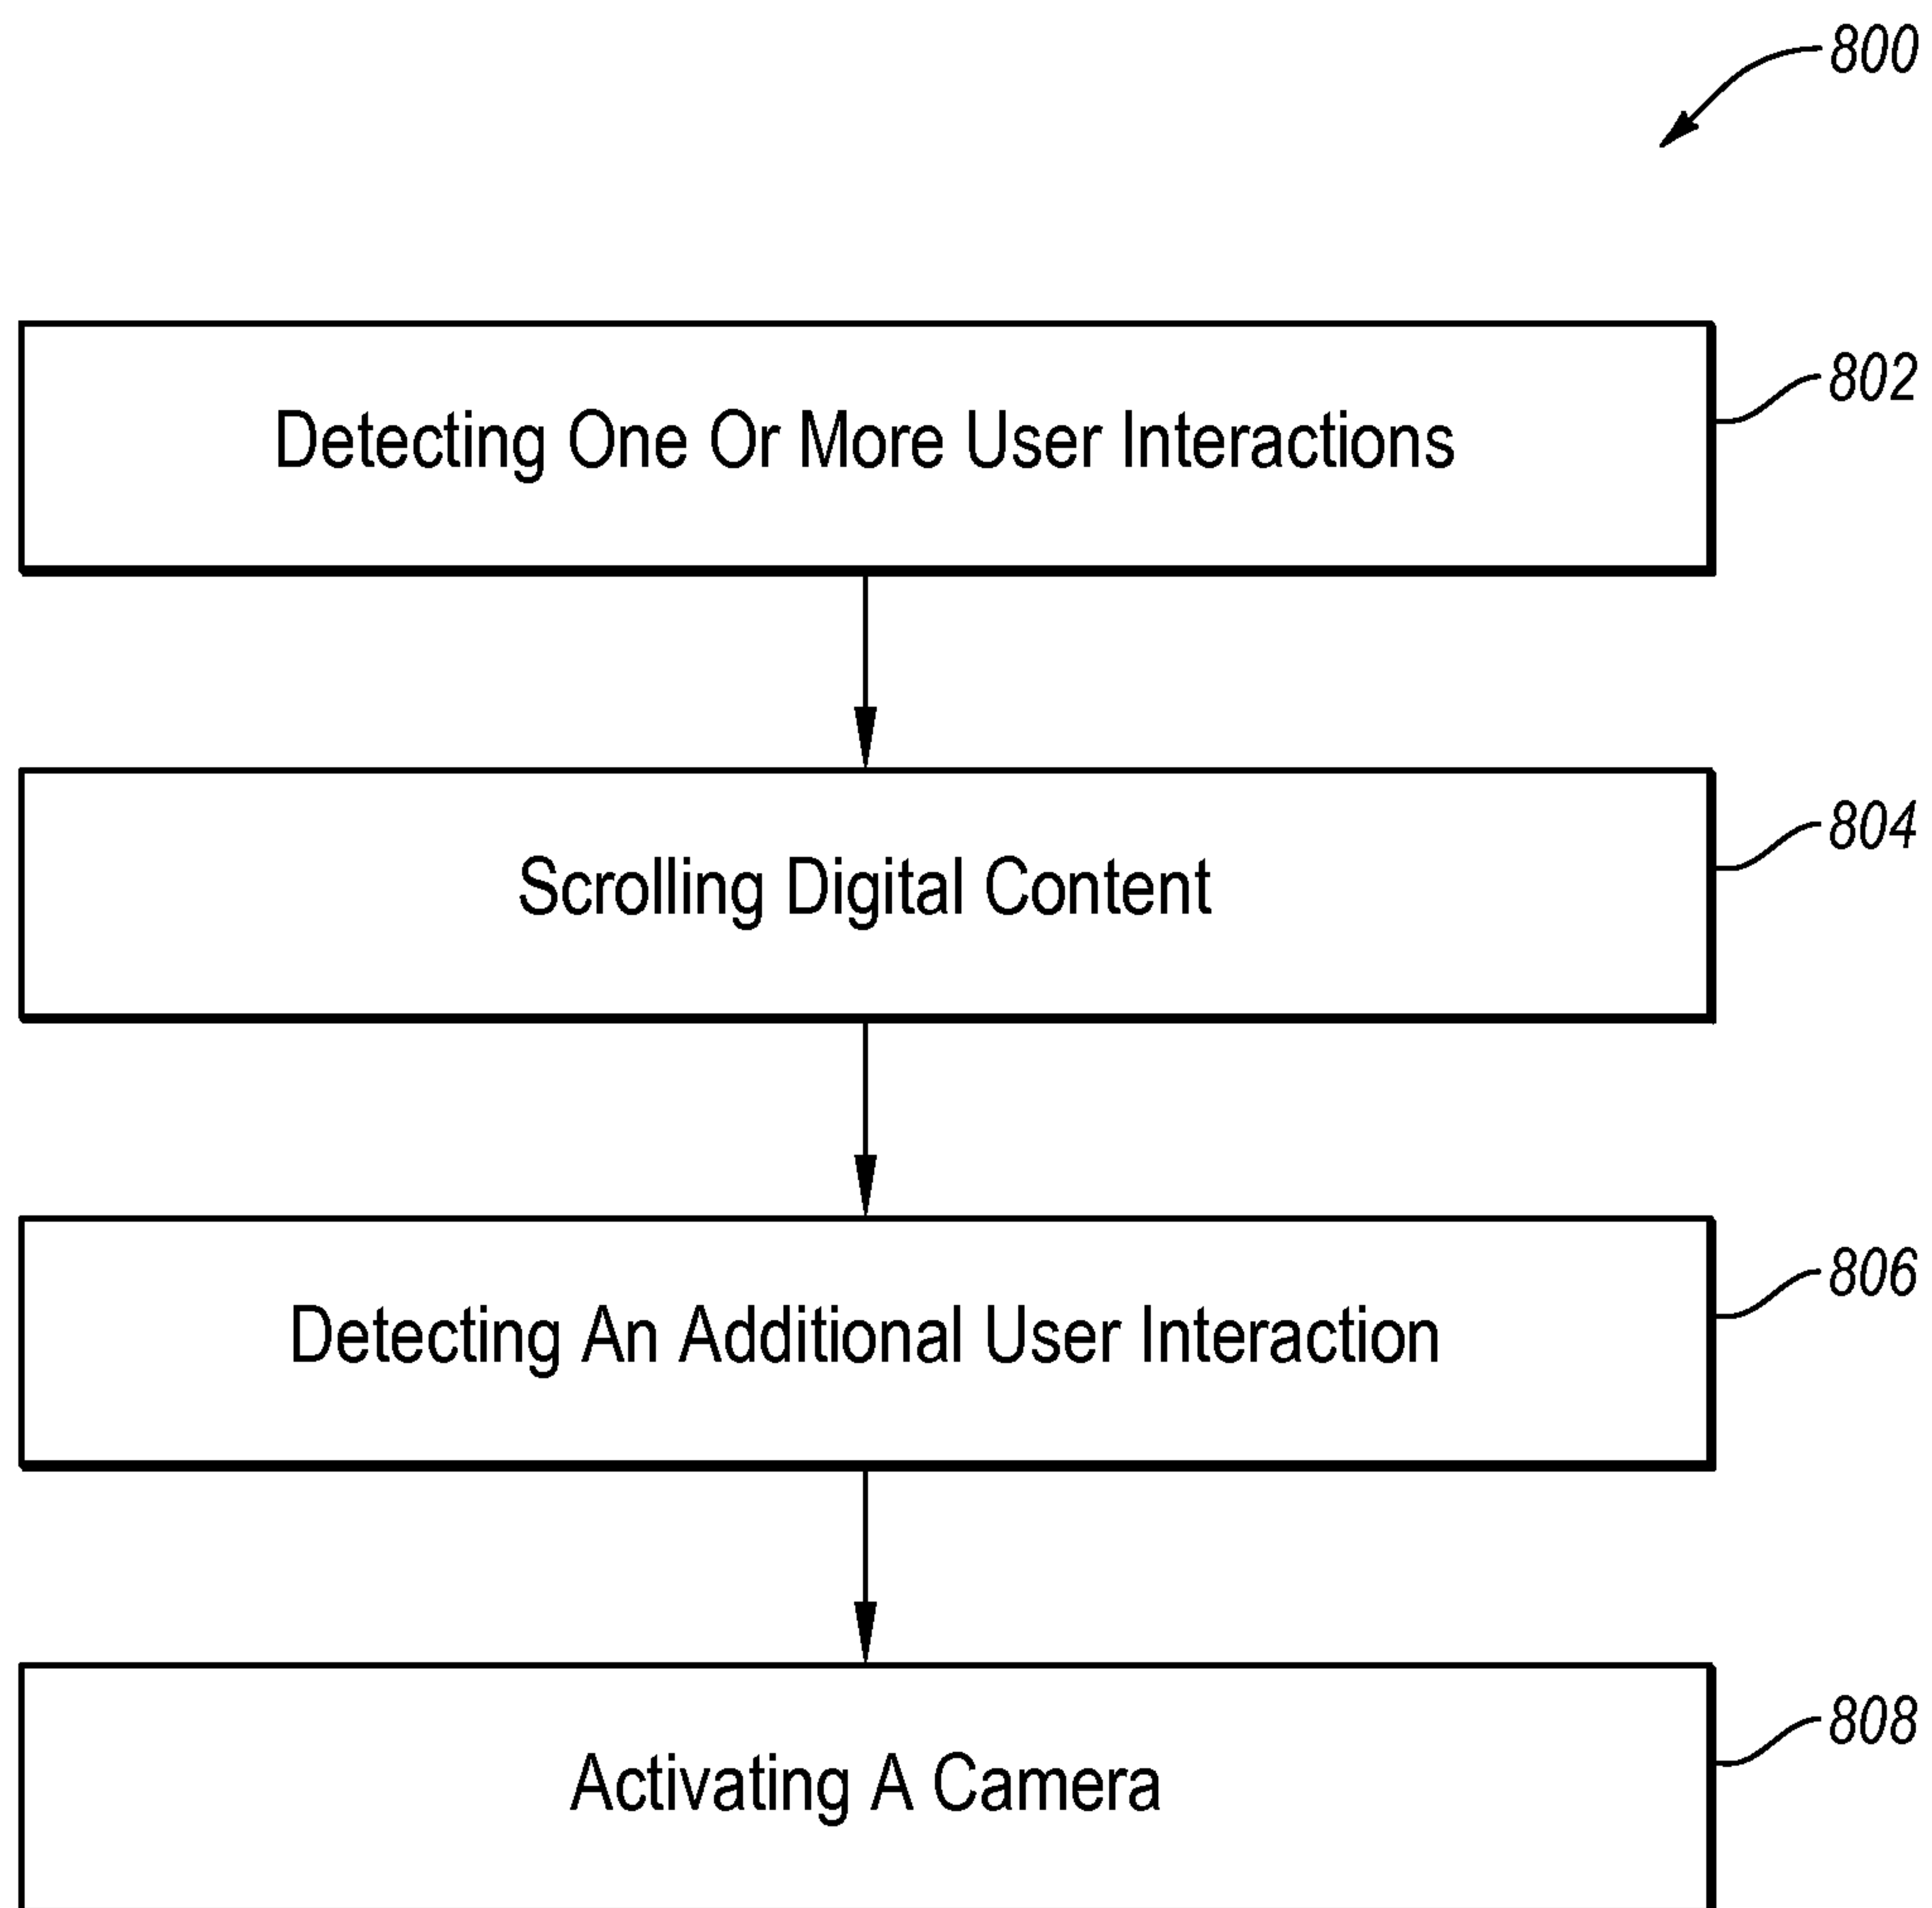 800
Detecting One Or More User Interactions
802
Scrolling Digital Content
804
Detecting An Additional User Interaction
806
Activating A Camera
808